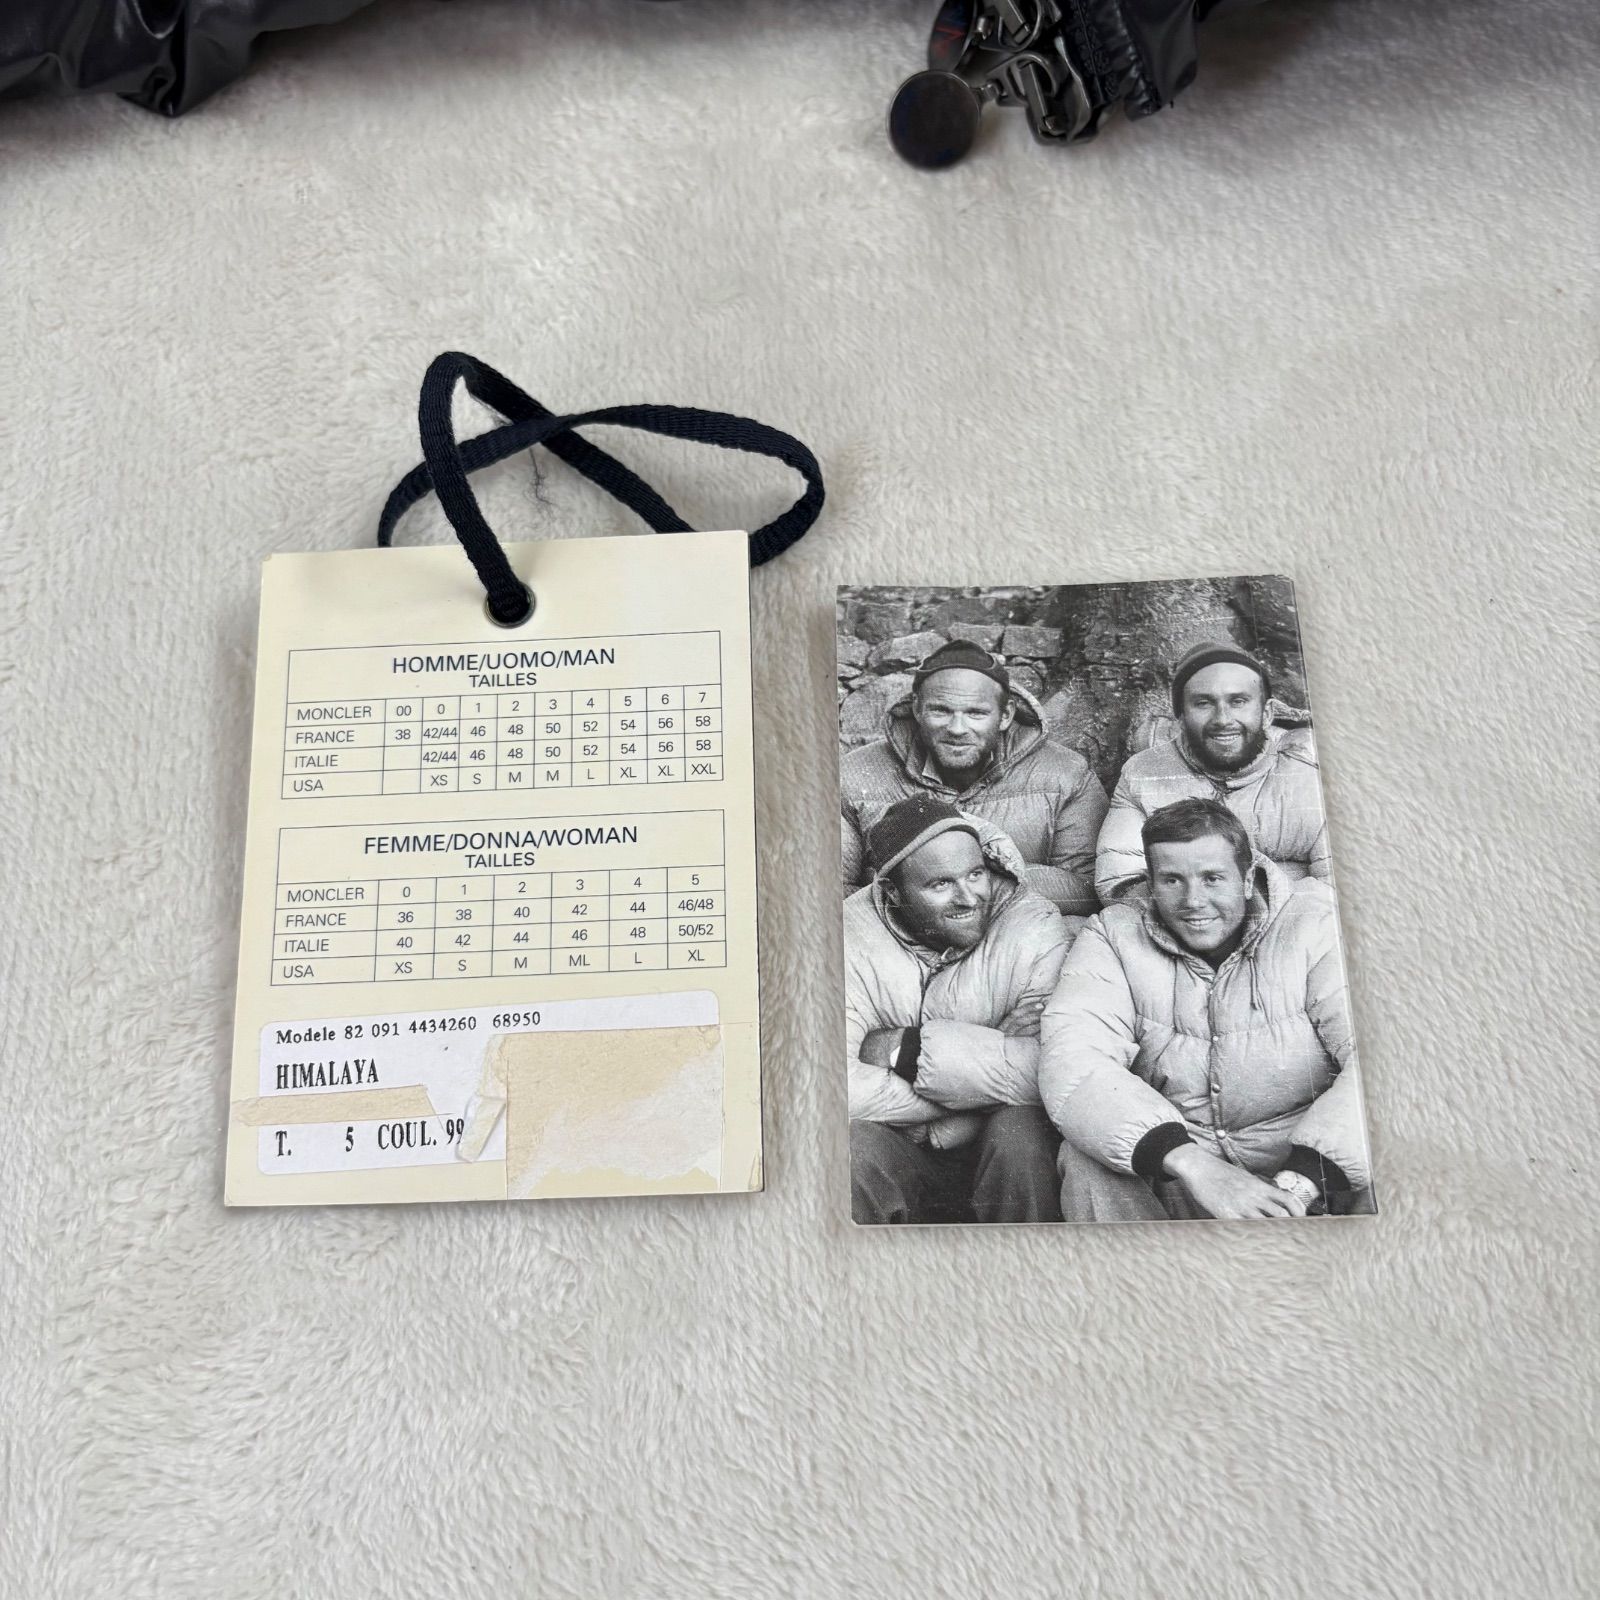 HOMME/UOMO/MAN
TAILLES
MONCLER 00 0 1 2 3 4 5 6 7
FRANCE 38 42/44 46 48 50 52 54 56 58
ITALIE 42/44 46 48 50 52 54 56 58
USA XS S M M L XL XL XXL
FEMME/DONNA/WOMAN
TAILLES
MONCLER 0 1 2 3 4 5
FRANCE 36 38 40 42 44 46/48
ITALIE 40 42 44 46 48 50/52
USA XS S M ML L XL
Modele 82 091 4434260 68950
HIMALAYA
T. 5 COUL. 99